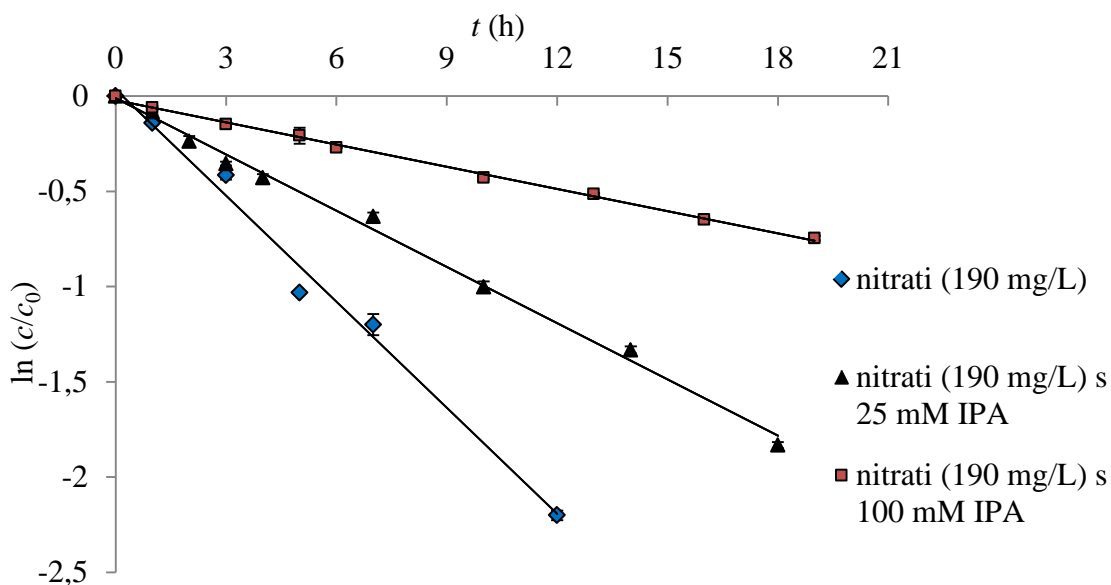 t (h)
0 3 6 9 12 15 18 21
0
-0,5
-1
-1,5
-2
-2,5
ln (c/c0)
nitrati (190 mg/L)
nitrati (190 mg/L) s
25 mM IPA
nitrati (190 mg/L) s
100 mM IPA